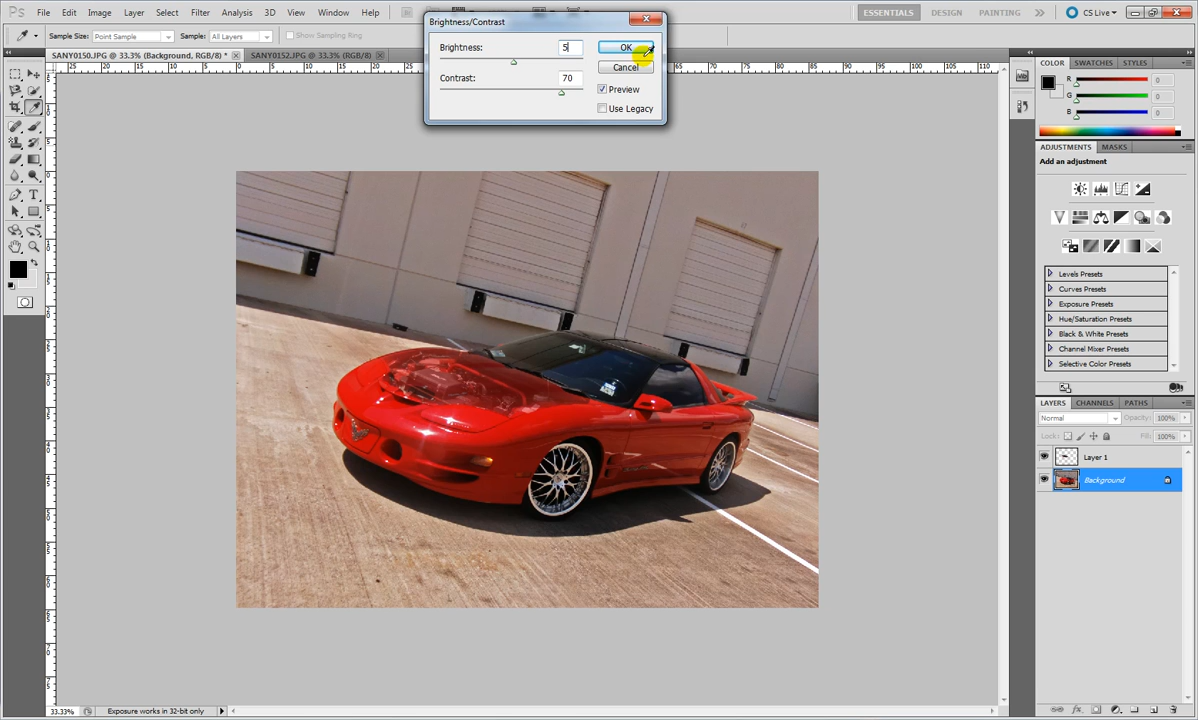 Ps File Edit Image Layer Select Filter Analysis 3D View Window Help
ESSENTIALS DESIGN PAINTING CS Live
Sample Size: Point Sample Sample: All Layers Show Sampling Ring
SANY0150.JPG @ 33.3% (Background, RGB/8) * SANY0152.JPG @ 33.3% (RGB/8)
Brightness/Contrast
Brightness: 5
OK
Cancel
Contrast: 70
Preview
Use Legacy
COLOR SWATCHES STYLES
R 0
G 0
B 0
ADJUSTMENTS MASKS
Add an adjustment
Levels Presets
Curves Presets
Exposure Presets
Hue/Saturation Presets
Black & White Presets
Channel Mixer Presets
Selective Color Presets
LAYERS CHANNELS PATHS
Normal Opacity: 100%
Lock: Fill: 100%
Layer 1
Background
33.33% Exposure works in 32-bit only